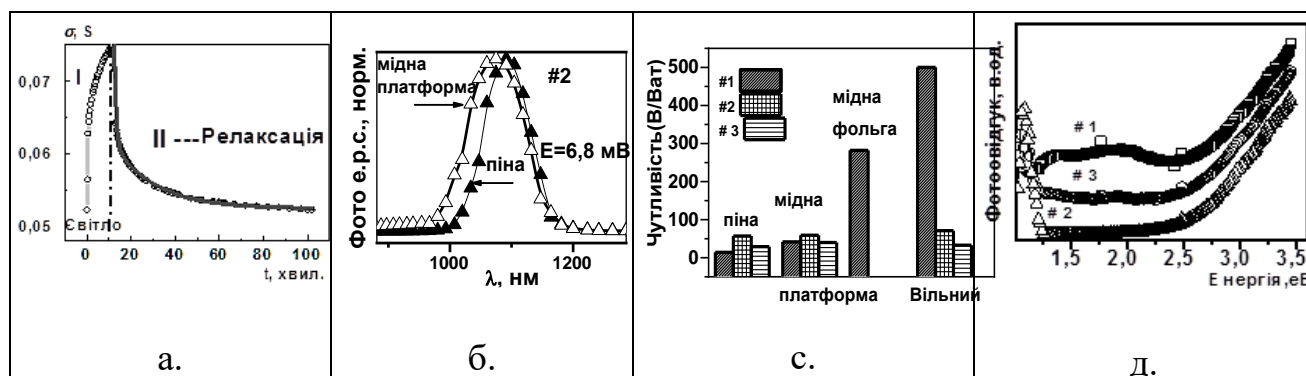 σ, S
0,07
0,06
0,05
I
II ---Релаксація
Світло
0 20 40 60 80 100
t, хвил.
а.
Фото е.р.с., норм.
мідна
платформа
#2
E=6,8 мВ
піна
1000 1200
λ, нм
б.
Чутливість(В/Ват)
500
400
300
200
100
50
0
#1
#2
# 3
мідна
фольга
піна
мідна
платформа Вільний
с.
Фотоовідгук, в.од.
# 1
# 3
# 2
1,5 2,0 2,5 3,0 3,5
Енергія,еВ
д.